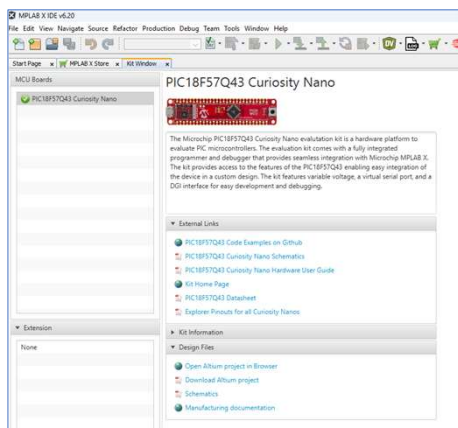 MPLAB X IDE v6.20
File Edit View Navigate Source Refactor Production Debug Team Tools Window Help
Start Page x MPLAB X Store x Kit Window x
MCU Boards
PIC18F57Q43 Curiosity Nano
PIC18F57Q43 Curiosity Nano
The Microchip PIC18F57Q43 Curiosity Nano evalutation kit is a hardware platform to
evaluate PIC microcontrollers. The evaluation kit comes with a fully integrated
programmer and debugger that provides seamless integration with Microchip MPLAB X.
The kit provides access to the features of the PIC18F57Q43 enabling easy integration of
the device in a custom design. The kit features variable voltage, a virtual serial port, and a
DGI interface for easy development and debugging.
External Links
PIC18F57Q43 Code Examples on Github
PIC18F57Q43 Curiosity Nano Schematics
PIC18F57Q43 Curiosity Nano Hardware User Guide
Kit Home Page
PIC18F57Q43 Datasheet
Explorer Pinouts for all Curiosity Nanos
Extension
None
Kit Information
Design Files
Open Altium project in Browser
Download Altium project
Schematics
Manufacturing documentation